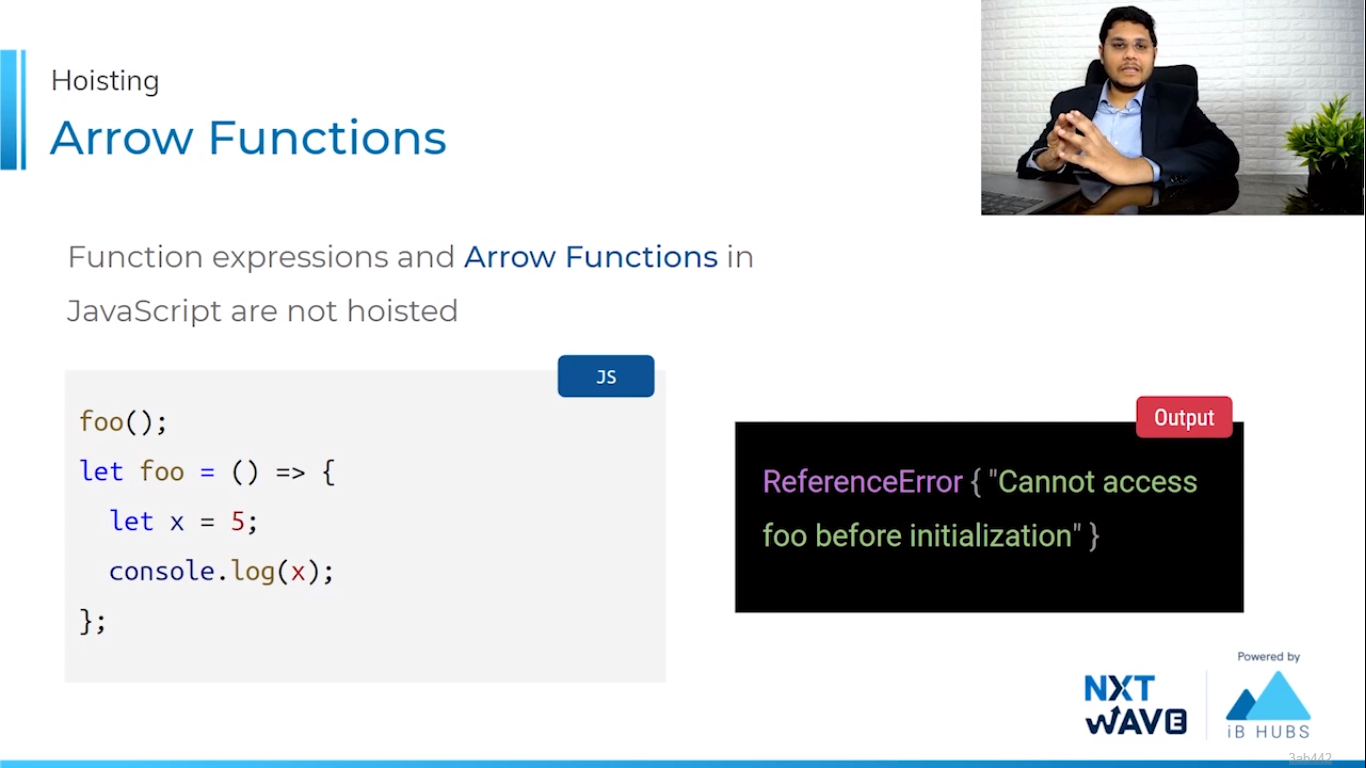 Hoisting
Arrow Functions
Function expressions and Arrow Functions in
JavaScript are not hoisted
JS
foo();
let foo = () => {
  let x = 5;
  console.log(x);
};
Output
ReferenceError { "Cannot access
foo before initialization" }
Powered by
NXT
WAVE
iB HUBS
3ab442